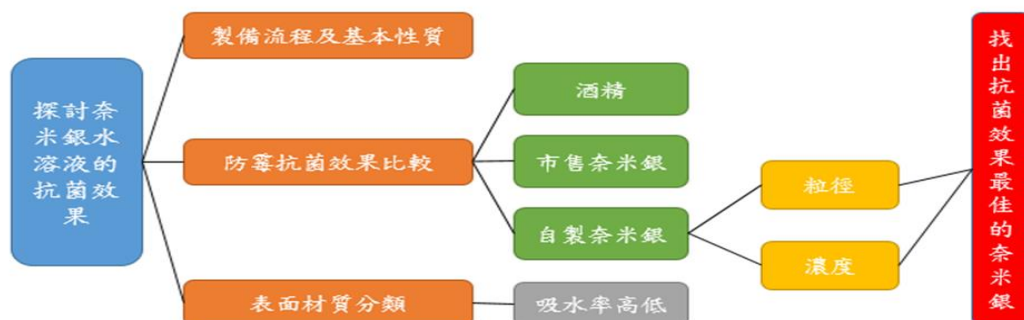 探討奈
米銀水
溶液的
抗菌效
果
製備流程及基本性質
防霉抗菌效果比較
表面材質分類
酒精
市售奈米銀
自製奈米銀
吸水率高低
粒徑
濃度
找出抗菌效果最佳的奈米銀